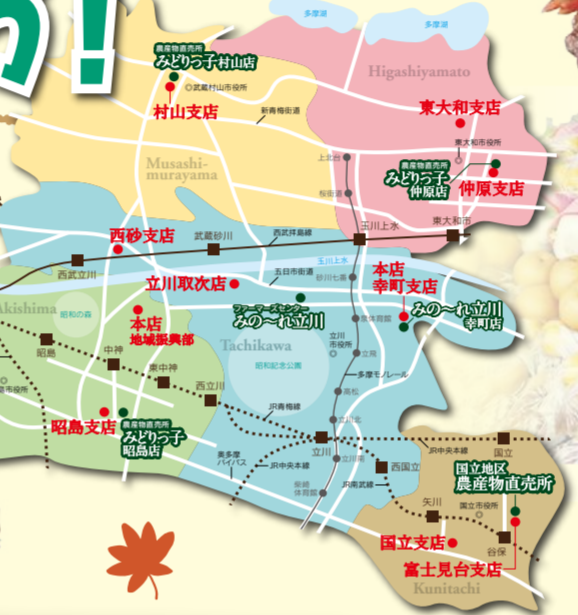 り!
多摩湖
多摩湖
農産物直売所
みどりっ子村山店
◎武蔵村山市役所
村山支店
新青梅街道
Higashiyamato
東大和支店
東大和市役所
農産物直売所
みどりっ子
仲原店
仲原支店
上北台
桜街道
Musashi-
murayama
玉川上水
東大和市
西砂支店
武蔵砂川
西武拝島線
西武立川
玉川上水
五日市街道
砂川七番
立川取次店
本店
幸町支店
ファーマーズセンター
みの〜れ立川
みの〜れ立川
幸町店
Akishima
昭和の森
本店
地域振興部
Tachikawa
昭和記念公園
立川
市役所
泉体育館
立飛
多摩モノレール
高松
昭島
中神
東中神
西立川
市役所
昭島支店
農産物直売所
みどりっ子
昭島店
JR青梅線
立川北
立川
立川南
奥多摩
バイパス
JR中央本線
柴崎
体育館
JR南武線
西国立
JR中央本線
国立
国立地区
農産物直売所
矢川
国立市役所
谷保
国立支店
富士見台支店
Kunitachi